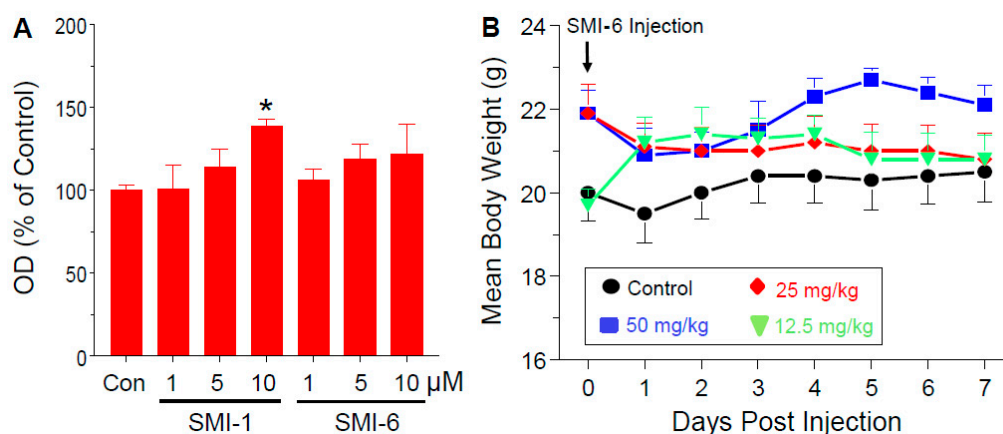 A
OD (% of Control)
200
150
100
50
0
*
Con 1 5 10 1 5 10 μM
SMI-1 SMI-6
B
SMI-6 Injection
Mean Body Weight (g)
24
22
20
18
16
Control 25 mg/kg
50 mg/kg 12.5 mg/kg
0 1 2 3 4 5 6 7
Days Post Injection